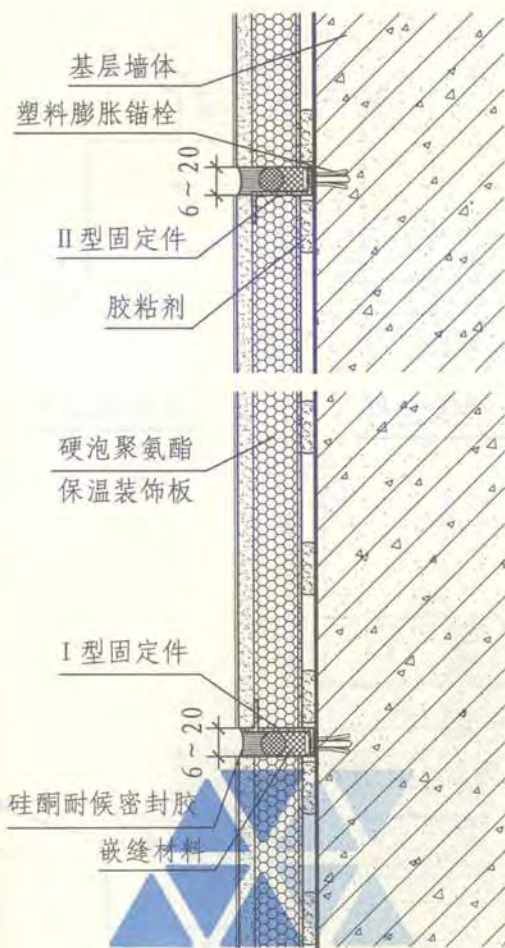 基层墙体
塑料膨胀锚栓
6～20
II型固定件
胶粘剂
硬泡聚氨酯
保温装饰板
I型固定件
6～20
硅酮耐候密封胶
嵌缝材料